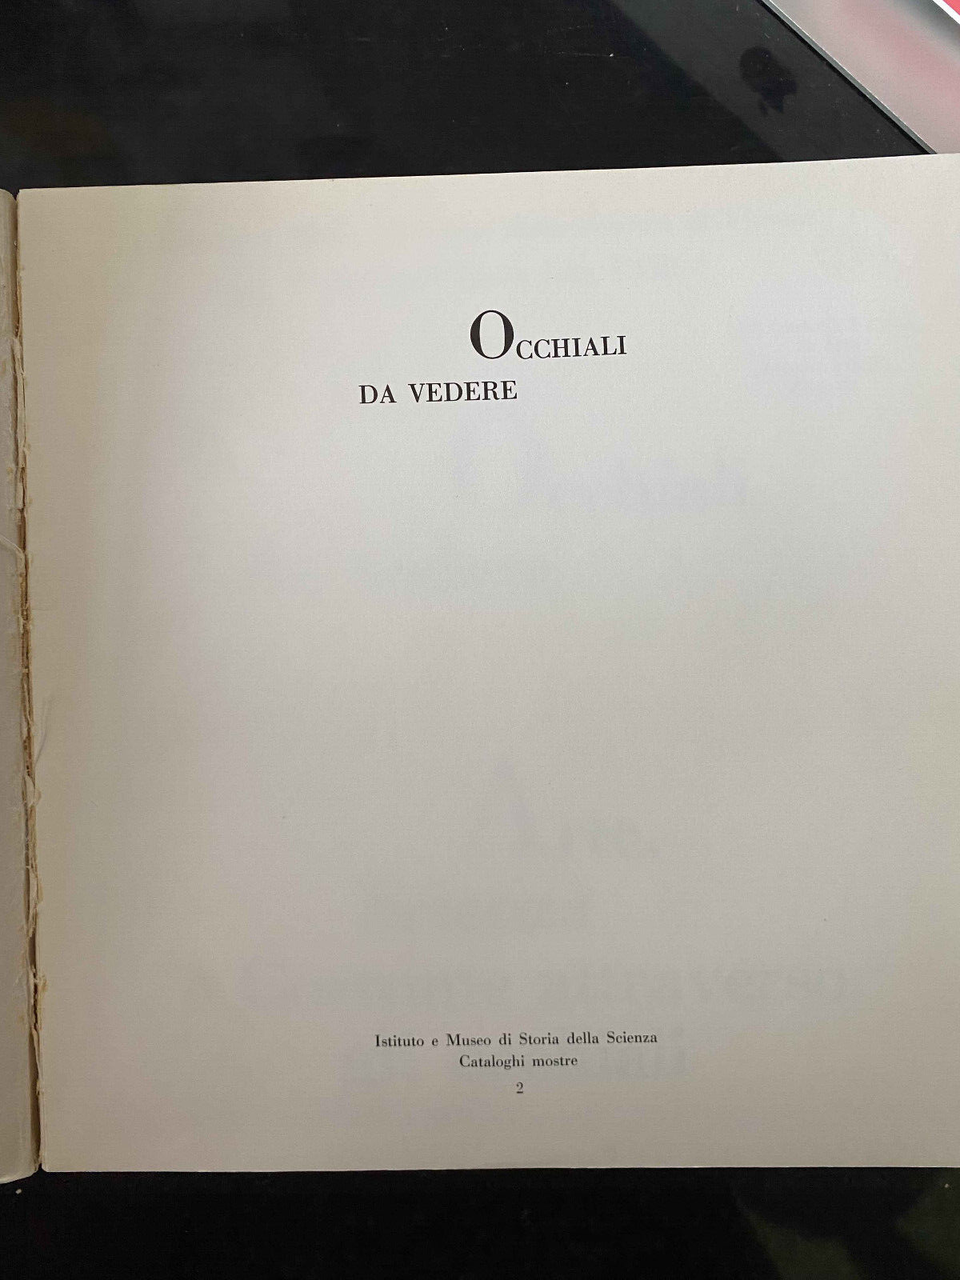 Occhiali
da vedere
Istituto e Museo di Storia della Scienza
Cataloghi mostre
2